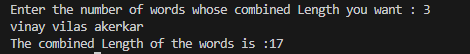 Enter the number of words whose combined Length you want : 3
vinay vilas akerkar
The combined Length of the words is :17